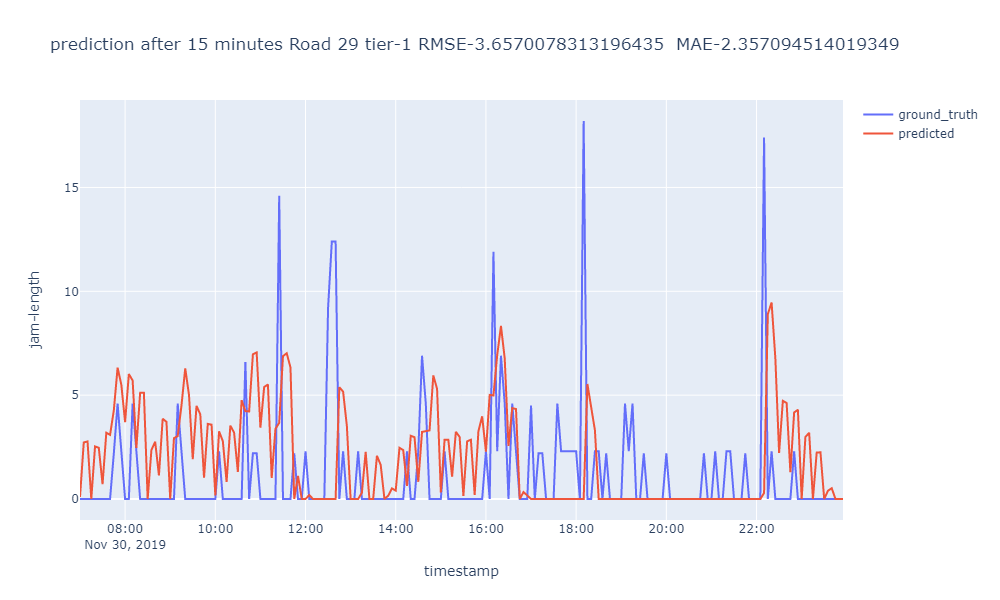 prediction after 15 minutes Road 29 tier-1 RMSE-3.6570078313196435  MAE-2.357094514019349
ground_truth
predicted
15
10
5
0
jam-length
08:00 10:00 12:00 14:00 16:00 18:00 20:00 22:00
Nov 30, 2019
timestamp